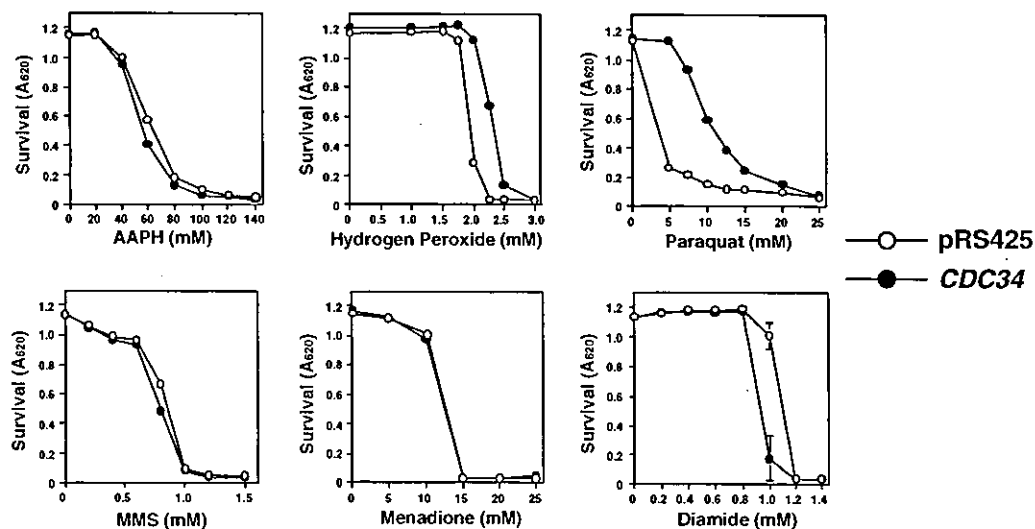 1.2
1.0
0.8
0.6
0.4
0.2
0
Survival (A620)
0 20 40 60 80 100 120 140
AAPH (mM)
1.2
1.0
0.8
0.6
0.4
0.2
0.0
Survival (A620)
0 1.0 1.5 2.0 2.5 3.0
Hydrogen Peroxide (mM)
1.2
1.0
0.8
0.6
0.4
0.2
0
Survival (A620)
0 5 10 15 20 25
Paraquat (mM)
pRS425
CDC34
1.2
1.0
0.8
0.6
0.4
0.2
0.0
Survival (A620)
0 0.5 1.0 1.5
MMS (mM)
1.2
1.0
0.8
0.6
0.4
0.2
0.0
Survival (A620)
0 5 10 15 20 25
Menadione (mM)
1.2
1.0
0.8
0.6
0.4
0.2
0.0
Survival (A620)
0 0.2 0.4 0.6 0.8 1.0 1.2 1.4
Diamide (mM)